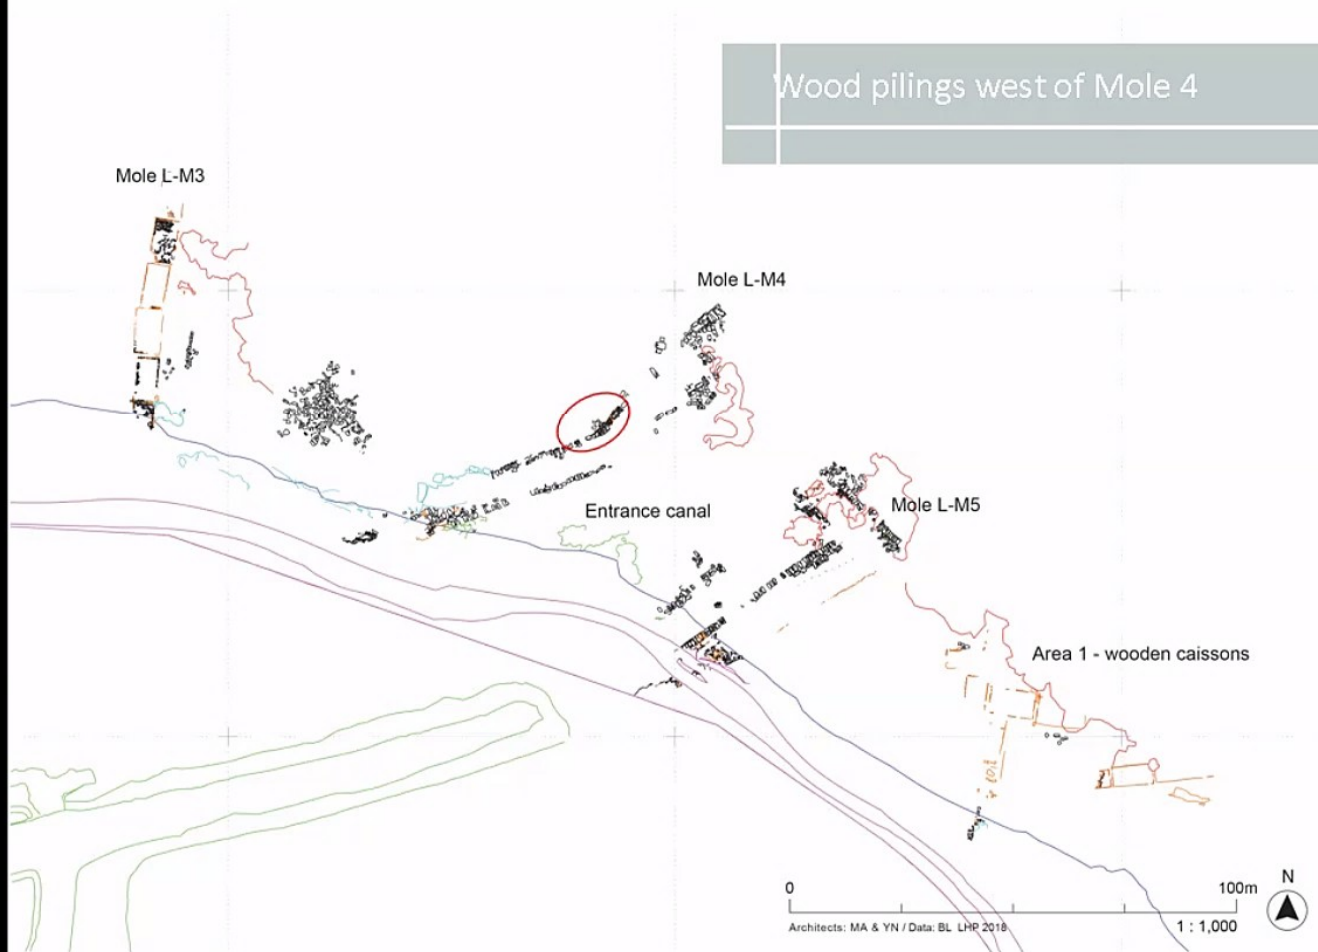 Wood pilings west of Mole 4
Mole L-M3
Mole L-M4
Entrance canal
Mole L-M5
Area 1 - wooden caissons
0
100m
N
Architects: MA & YN / Data: BL LHP 2018
1 : 1,000